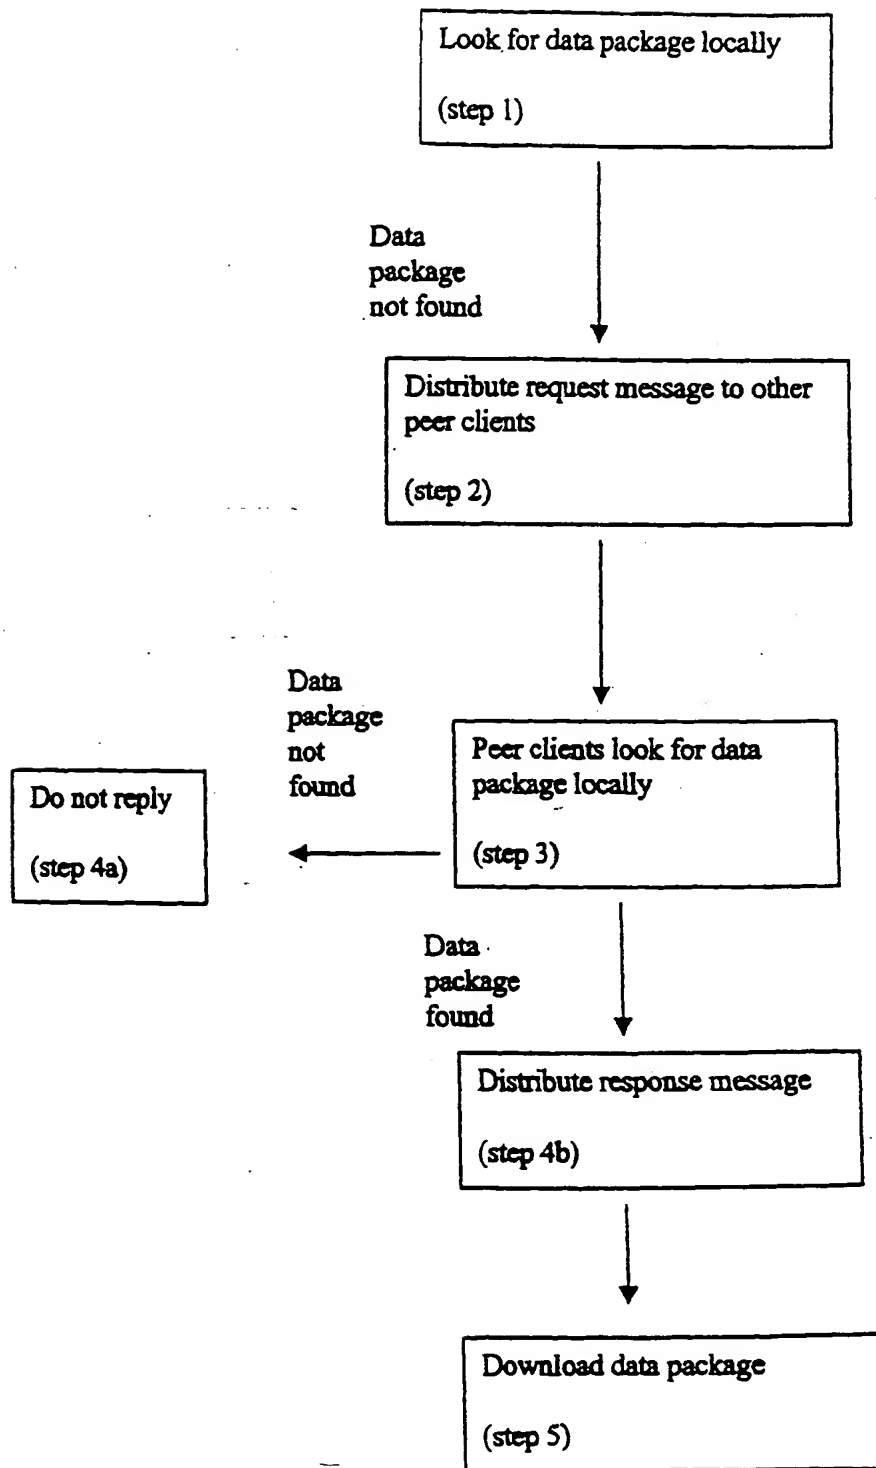 Look for data package locally
(step 1)
Data
package
not found
Distribute request message to other
peer clients
(step 2)
Data
package
not
found
Peer clients look for data
package locally
(step 3)
Do not reply
(step 4a)
Data
package
found
Distribute response message
(step 4b)
Download data package
(step 5)